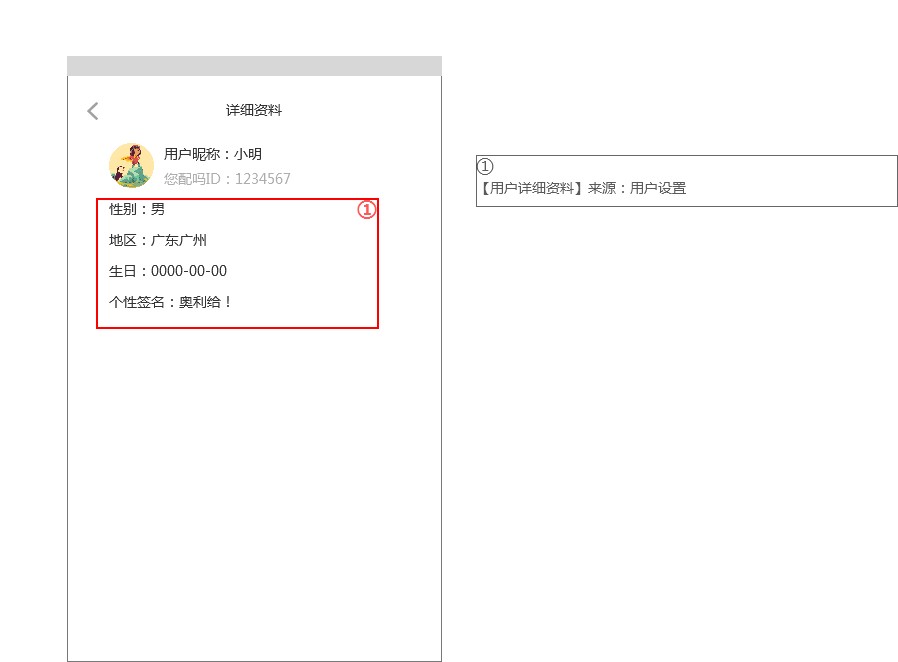 详细资料
用户昵称：小明
您配吗ID：1234567
性别：男
①
地区：广东广州
生日：0000-00-00
个性签名：奥利给！
①
【用户详细资料】来源：用户设置